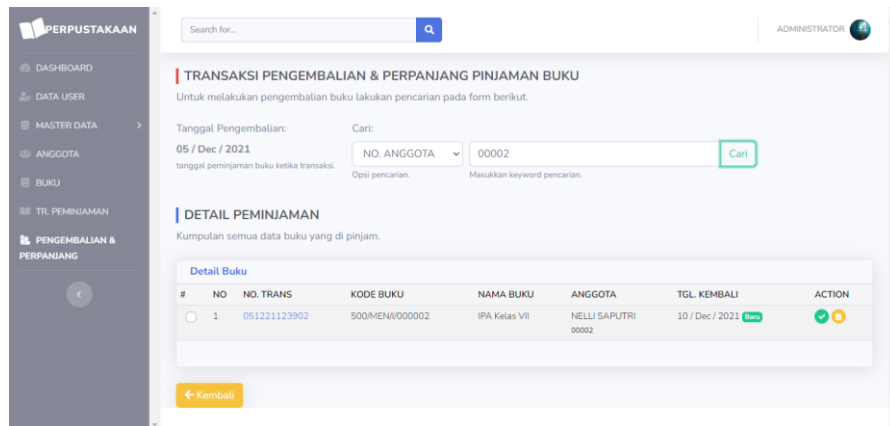 PERPUSTAKAAN
DASHBOARD
DATA USER
MASTER DATA
ANGGOTA
BUKU
TR. PEMINJAMAN
PENGEMBALIAN &
PERPANJANG
Search for...
ADMINISTRATOR
TRANSAKSI PENGEMBALIAN & PERPANJANG PINJAMAN BUKU
Untuk melakukan pengembalian buku lakukan pencarian pada form berikut.
Tanggal Pengembalian: Cari:
05 / Dec / 2021 NO. ANGGOTA 00002 Cari
tanggal peminjaman buku ketika transaksi.
Opsi pencarian. Masukkan keyword pencarian.
DETAIL PEMINJAMAN
Kumpulan semua data buku yang di pinjam.
Detail Buku
# NO NO. TRANS KODE BUKU NAMA BUKU ANGGOTA TGL. KEMBALI ACTION
1 051221123902 500/MEN/I/000002 IPA Kelas VII NELLI SAPUTRI 10 / Dec / 2021 Baru
00002
Kembali